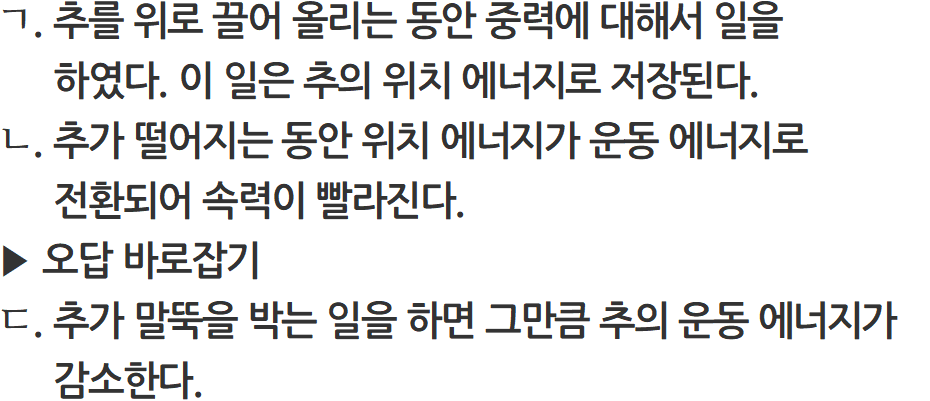 ㄱ. 추를 위로 끌어 올리는 동안 중력에 대해서 일을
하였다. 이 일은 추의 위치 에너지로 저장된다.
ㄴ. 추가 떨어지는 동안 위치 에너지가 운동 에너지로
전환되어 속력이 빨라진다.
▶ 오답 바로잡기
ㄷ. 추가 말뚝을 박는 일을 하면 그만큼 추의 운동 에너지가
감소한다.